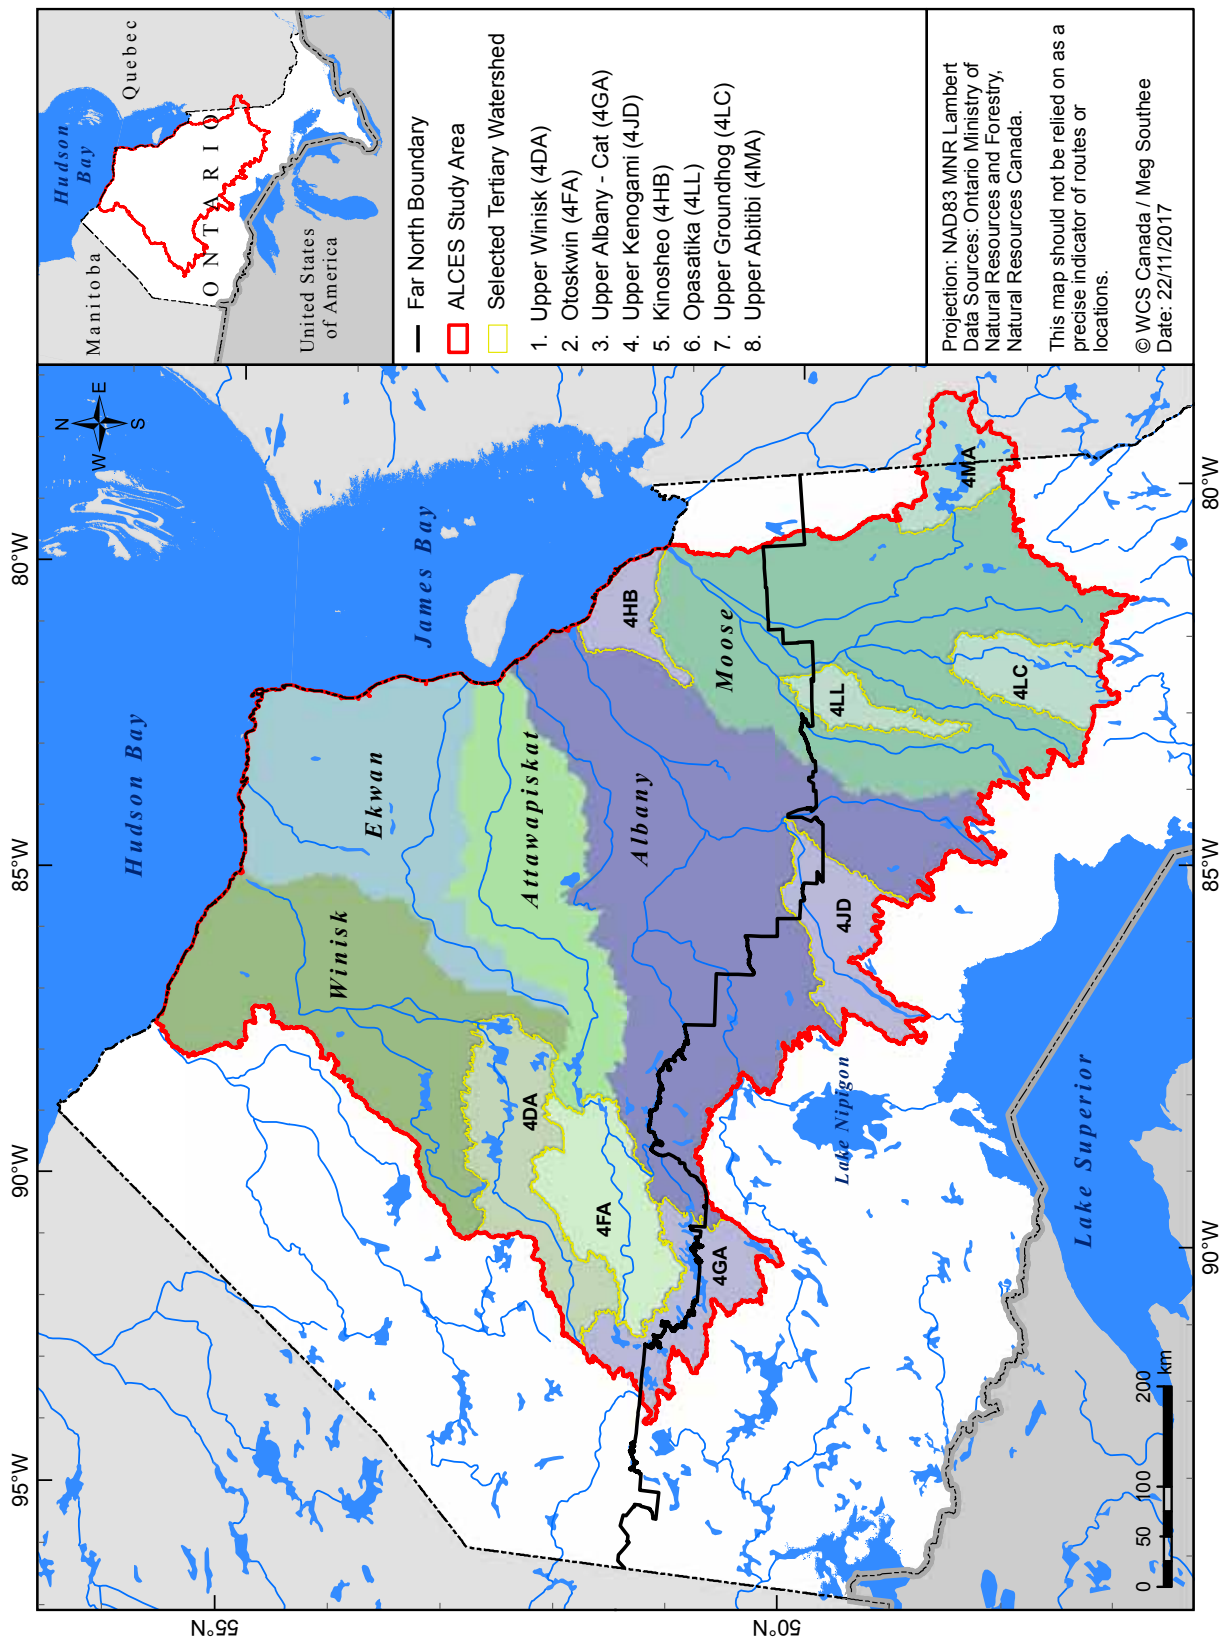 95°W
90°W
85°W
80°W
Hudson Bay
James Bay
N
W
E
S
Winisk
Ekwan
Attawapiskat
Albany
Moose
4DA
4FA
4GA
4JD
4HB
4LL
4LC
4MA
Lake Nipigon
Lake Superior
55°N
50°N
0
50
100
200
km
90°W
85°W
80°W
Manitoba
Hudson
Bay
Quebec
ONTARIO
United States
of America
Far North Boundary
ALCES Study Area
Selected Tertiary Watershed
1. Upper Winisk (4DA)
2. Otoskwin (4FA)
3. Upper Albany - Cat (4GA)
4. Upper Kenogami (4JD)
5. Kinosheo (4HB)
6. Opasatika (4LL)
7. Upper Groundhog (4LC)
8. Upper Abitibi (4MA)
Projection: NAD83 MNR Lambert
Data Sources: Ontario Ministry of
Natural Resources and Forestry,
Natural Resources Canada.
This map should not be relied on as a
precise indicator of routes or
locations.
© WCS Canada / Meg Southee
Date: 22/11/2017